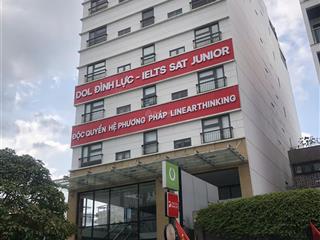 DOL ĐÌNH LỰC - IELTS SAT JUNIOR
ĐỘC QUYỀN HỆ PHƯƠNG PHÁP LINEARTHINKING